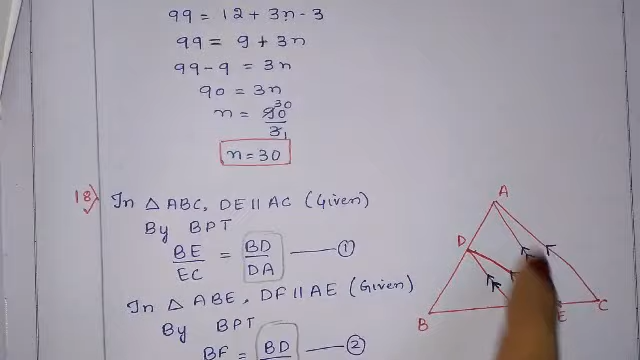 99 = 12 + 3n - 3
99 = 9 + 3n
99 - 9 = 3n
90 = 3n
n = 90/3 30 1
n = 30
18) In △ ABC, DE || AC (Given)
By BPT
BE/EC = BD/DA —— ①
In △ ABE, DF || AE (Given)
By BPT
BF = BD —— ②
A
D
B
E
C